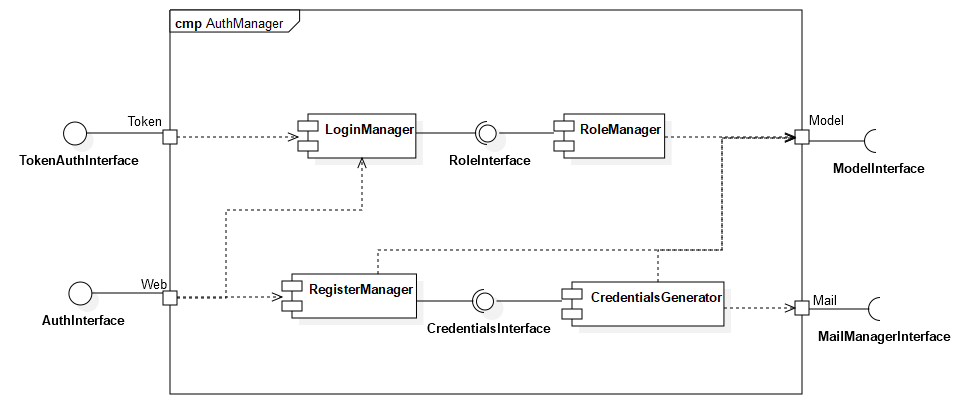 cmp AuthManager
Token
Model
LoginManager
RoleManager
TokenAuthInterface
RoleInterface
ModelInterface
Web
Mail
RegisterManager
CredentialsGenerator
AuthInterface
CredentialsInterface
MailManagerInterface